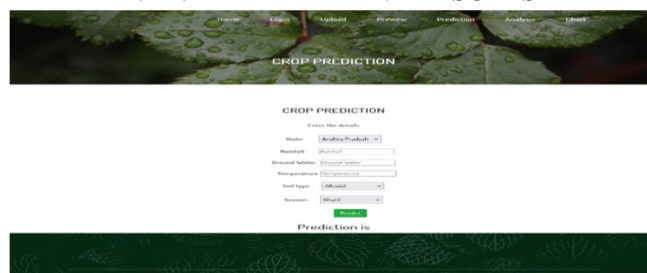 Home Login Upload Preview Prediction Analysis Chart
CROP PREDICTION
CROP PREDICTION
Enter the details
State: Andhra Pradesh
Rainfall: Rainfall
Ground Water Ground Water
Temperature Temperature
Soil type: Alluvial
Season: Kharif
Predict
Prediction is